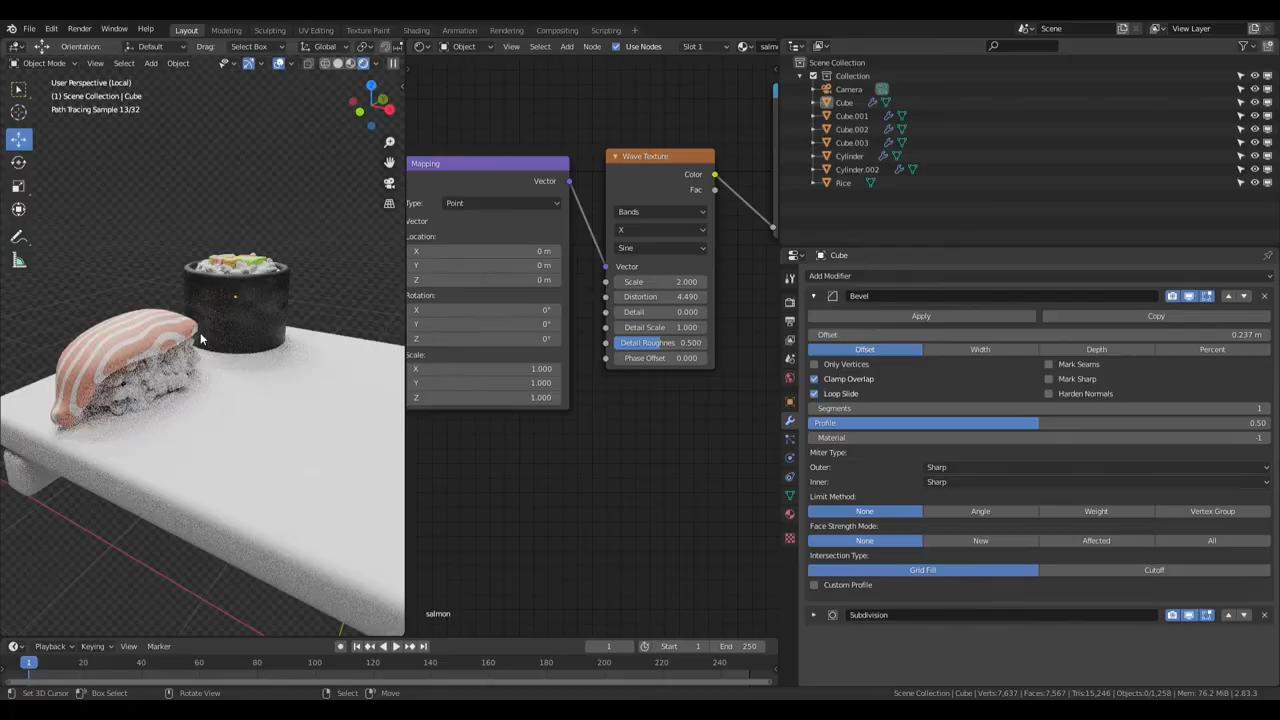 File Edit Render Window Help Layout Modeling Sculpting UV Editing Texture Paint Shading Animation Rendering Compositing Scripting + Scene View Layer
Orientation: Default Drag: Select Box Global Object View Select Add Node Use Nodes Slot 1 salm
Object Mode View Select Add Object
User Perspective (Local)
(1) Scene Collection | Cube
Path Tracing Sample 13/32
Mapping
Vector
Type: Point
Vector
Location:
X 0 m
Y 0 m
Z 0 m
Rotation:
X 0°
Y 0°
Z 0°
Scale:
X 1.000
Y 1.000
Z 1.000
Wave Texture
Color
Fac
Bands
X
Sine
Vector
Scale 2.000
Distortion 4.490
Detail 0.000
Detail Scale 1.000
Detail Roughnes 0.500
Phase Offset 0.000
salmon
Scene Collection
Collection
Camera
Cube
Cube.001
Cube.002
Cube.003
Cylinder
Cylinder.002
Rice
Cube
Add Modifier
Bevel
Apply Copy
Offset 0.237 m
Offset Width Depth Percent
Only Vertices Mark Seams
Clamp Overlap Mark Sharp
Loop Slide Harden Normals
Segments 1
Profile 0.50
Material -1
Miter Type:
Outer: Sharp
Inner: Sharp
Limit Method:
None Angle Weight Vertex Group
Face Strength Mode:
None New Affected All
Intersection Type:
Grid Fill Cutoff
Custom Profile
Subdivision
Playback Keying View Marker 1 Start 1 End 250
1 20 40 60 80 100 120 140 160 180 200 220 240
Set 3D Cursor Box Select Rotate View Select Move Scene Collection | Cube | Verts:7,637 | Faces:7,567 | Tris:15,246 | Objects:0/1,258 | Mem: 76.2 MiB | 2.83.3